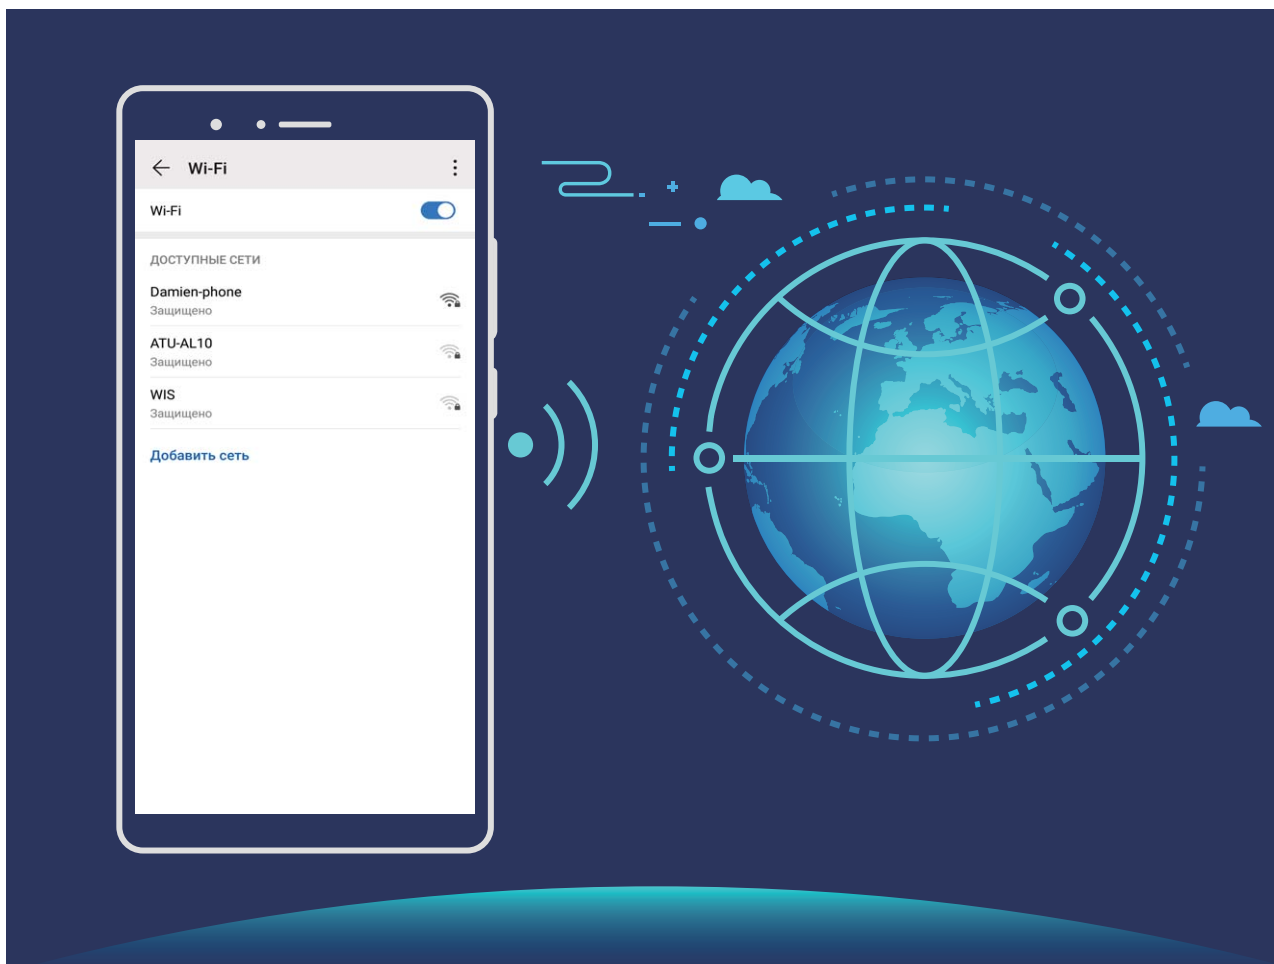 Wi-Fi
Wi-Fi
ДОСТУПНЫЕ СЕТИ
Damien-phone
Защищено
ATU-AL10
Защищено
WIS
Защищено
Добавить сеть